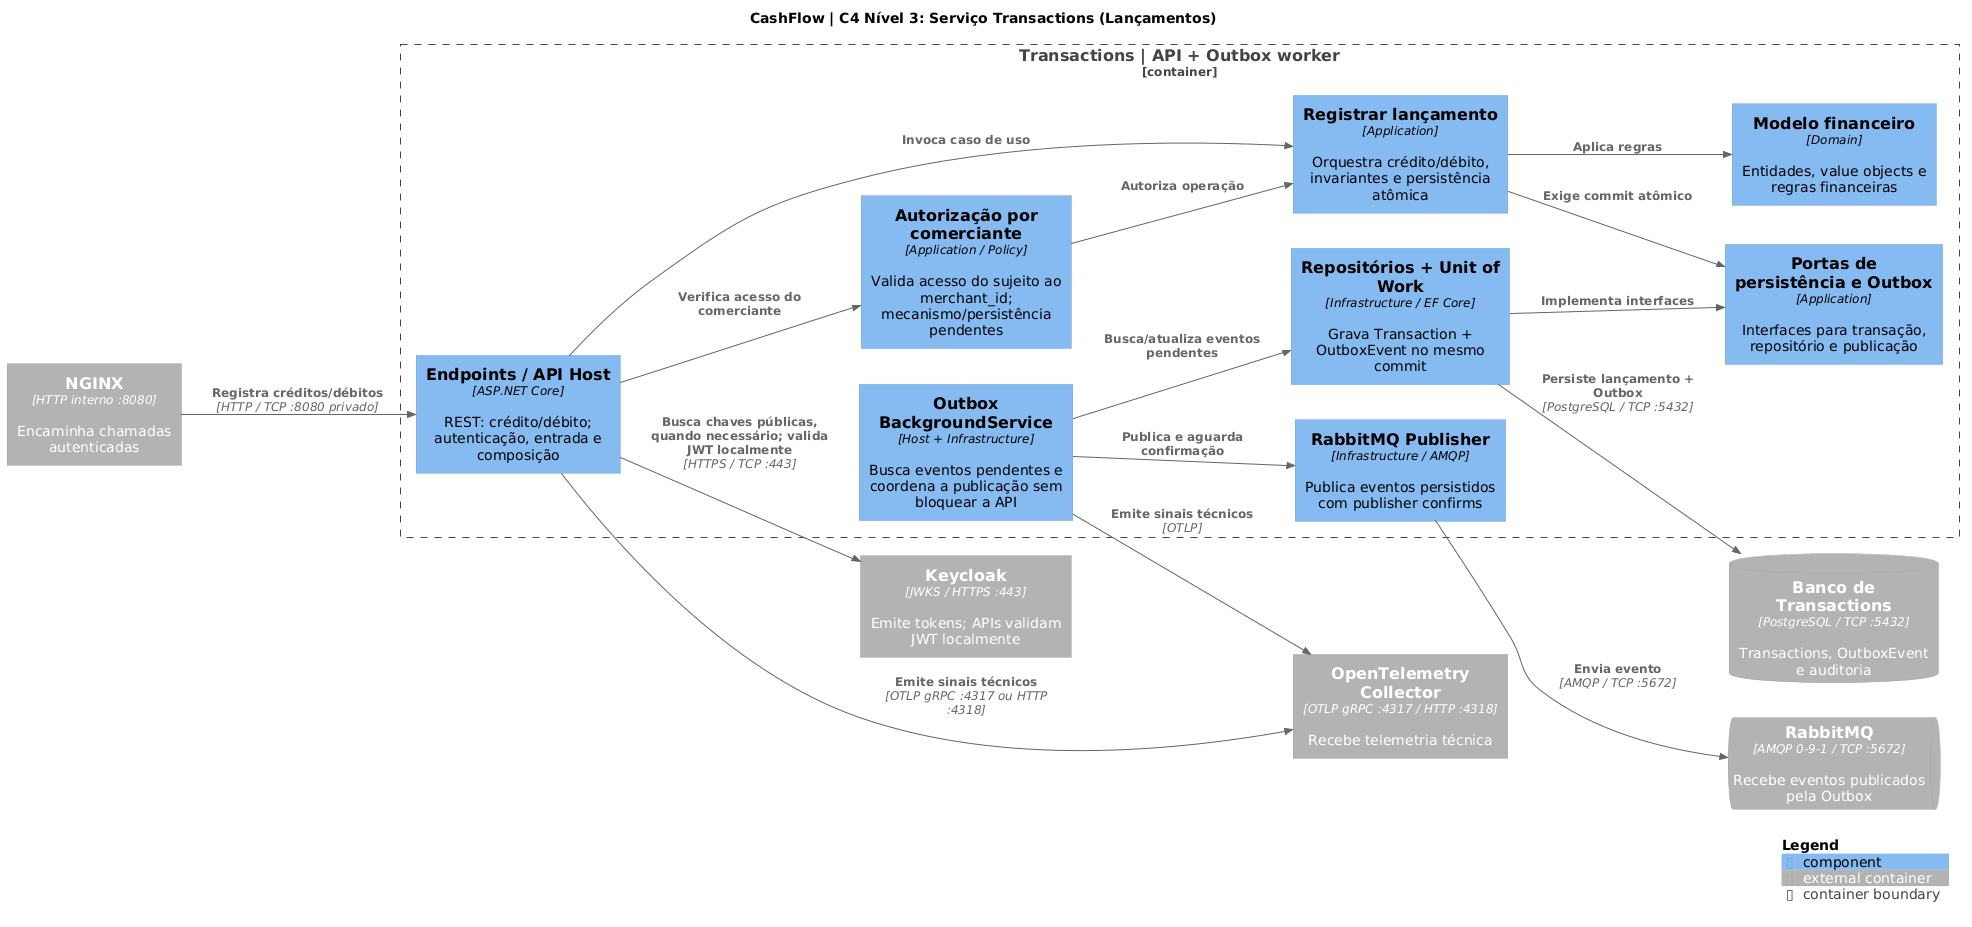 CashFlow | C4 Nível 3: Serviço Transactions (Lançamentos)
Transactions | API + Outbox worker
[container]
Registrar lançamento
[Application]
Orquestra crédito/débito,
invariantes e persistência
atômica
Modelo financeiro
[Domain]
Entidades, value objects e
regras financeiras
Invoca caso de uso
Aplica regras
Autoriza operação
Exige commit atômico
Autorização por
comerciante
[Application / Policy]
Valida acesso do sujeito ao
merchant_id;
mecanismo/persistência
pendentes
Repositórios + Unit of
Work
[Infrastructure / EF Core]
Grava Transaction +
OutboxEvent no mesmo
commit
Portas de
persistência e Outbox
[Application]
Interfaces para transação,
repositório e publicação
Verifica acesso do
comerciante
Implementa interfaces
Busca/atualiza eventos
pendentes
NGINX
[HTTP interno :8080]
Encaminha chamadas
autenticadas
Registra créditos/débitos
[HTTP / TCP :8080 privado]
Endpoints / API Host
[ASP.NET Core]
REST: crédito/débito;
autenticação, entrada e
composição
Busca chaves públicas,
quando necessário; valida
JWT localmente
[HTTPS / TCP :443]
Outbox
BackgroundService
[Host + Infrastructure]
Busca eventos pendentes e
coordena a publicação sem
bloquear a API
Publica e aguarda
confirmação
RabbitMQ Publisher
[Infrastructure / AMQP]
Publica eventos persistidos
com publisher confirms
Persiste lançamento +
Outbox
[PostgreSQL / TCP :5432]
Emite sinais técnicos
[OTLP]
Keycloak
[JWKS / HTTPS :443]
Emite tokens; APIs validam
JWT localmente
Banco de
Transactions
[PostgreSQL / TCP :5432]
Transactions, OutboxEvent
e auditoria
Emite sinais técnicos
[OTLP gRPC :4317 ou HTTP
:4318]
OpenTelemetry
Collector
[OTLP gRPC :4317 / HTTP :4318]
Recebe telemetria técnica
Envia evento
[AMQP / TCP :5672]
RabbitMQ
[AMQP 0-9-1 / TCP :5672]
Recebe eventos publicados
pela Outbox
Legend
component
external container
container boundary